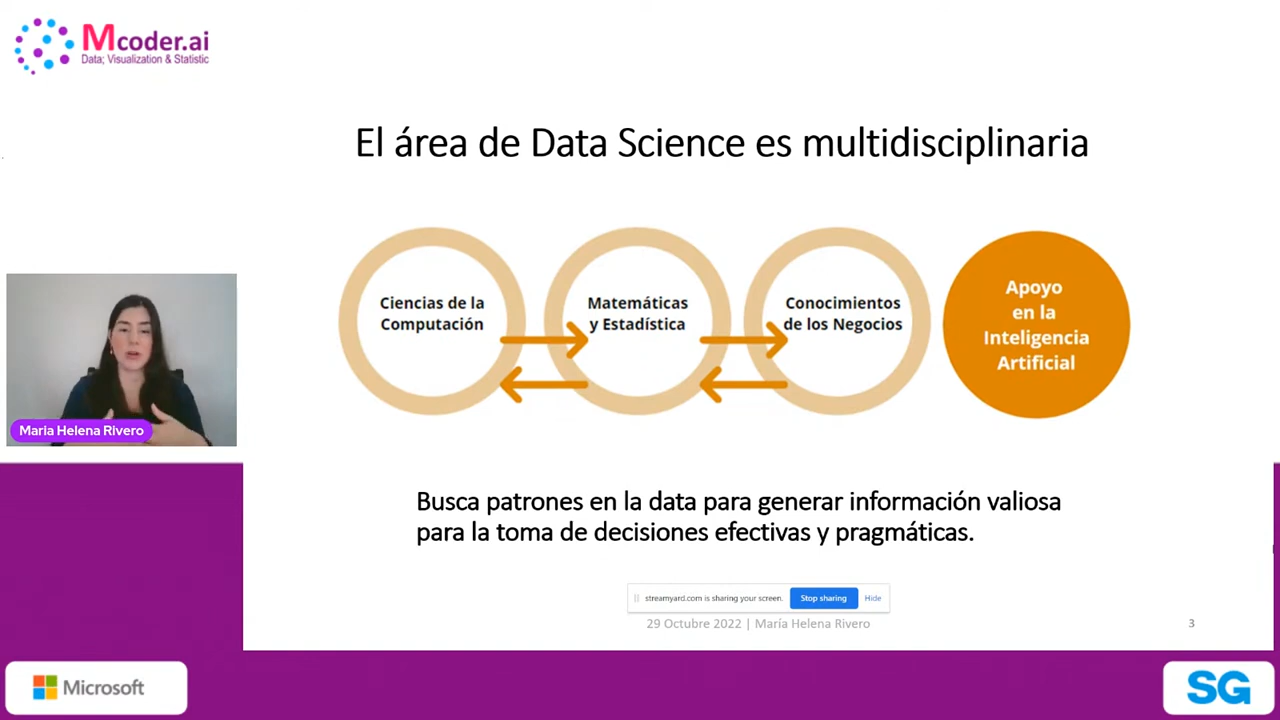 Mcoder.ai
Data; Visualization & Statistic
El área de Data Science es multidisciplinaria
Ciencias de la
Computación
Matemáticas
y Estadística
Conocimientos
de los Negocios
Apoyo
en la
Inteligencia
Artificial
Maria Helena Rivero
Busca patrones en la data para generar información valiosa
para la toma de decisiones efectivas y pragmáticas.
streamyard.com is sharing your screen. Stop sharing Hide
29 Octubre 2022 | María Helena Rivero 3
Microsoft
SG